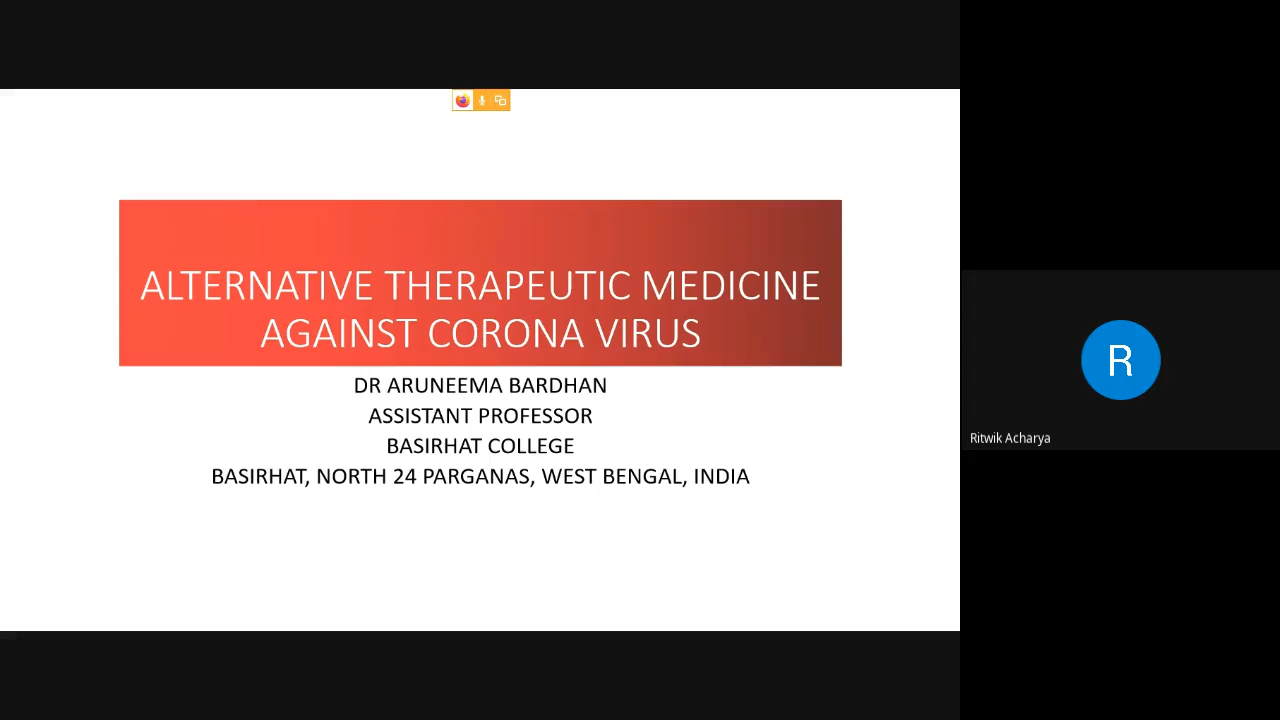 ALTERNATIVE THERAPEUTIC MEDICINE
AGAINST CORONA VIRUS
DR ARUNEEMA BARDHAN
ASSISTANT PROFESSOR
BASIRHAT COLLEGE
BASIRHAT, NORTH 24 PARGANAS, WEST BENGAL, INDIA
R
Ritwik Acharya